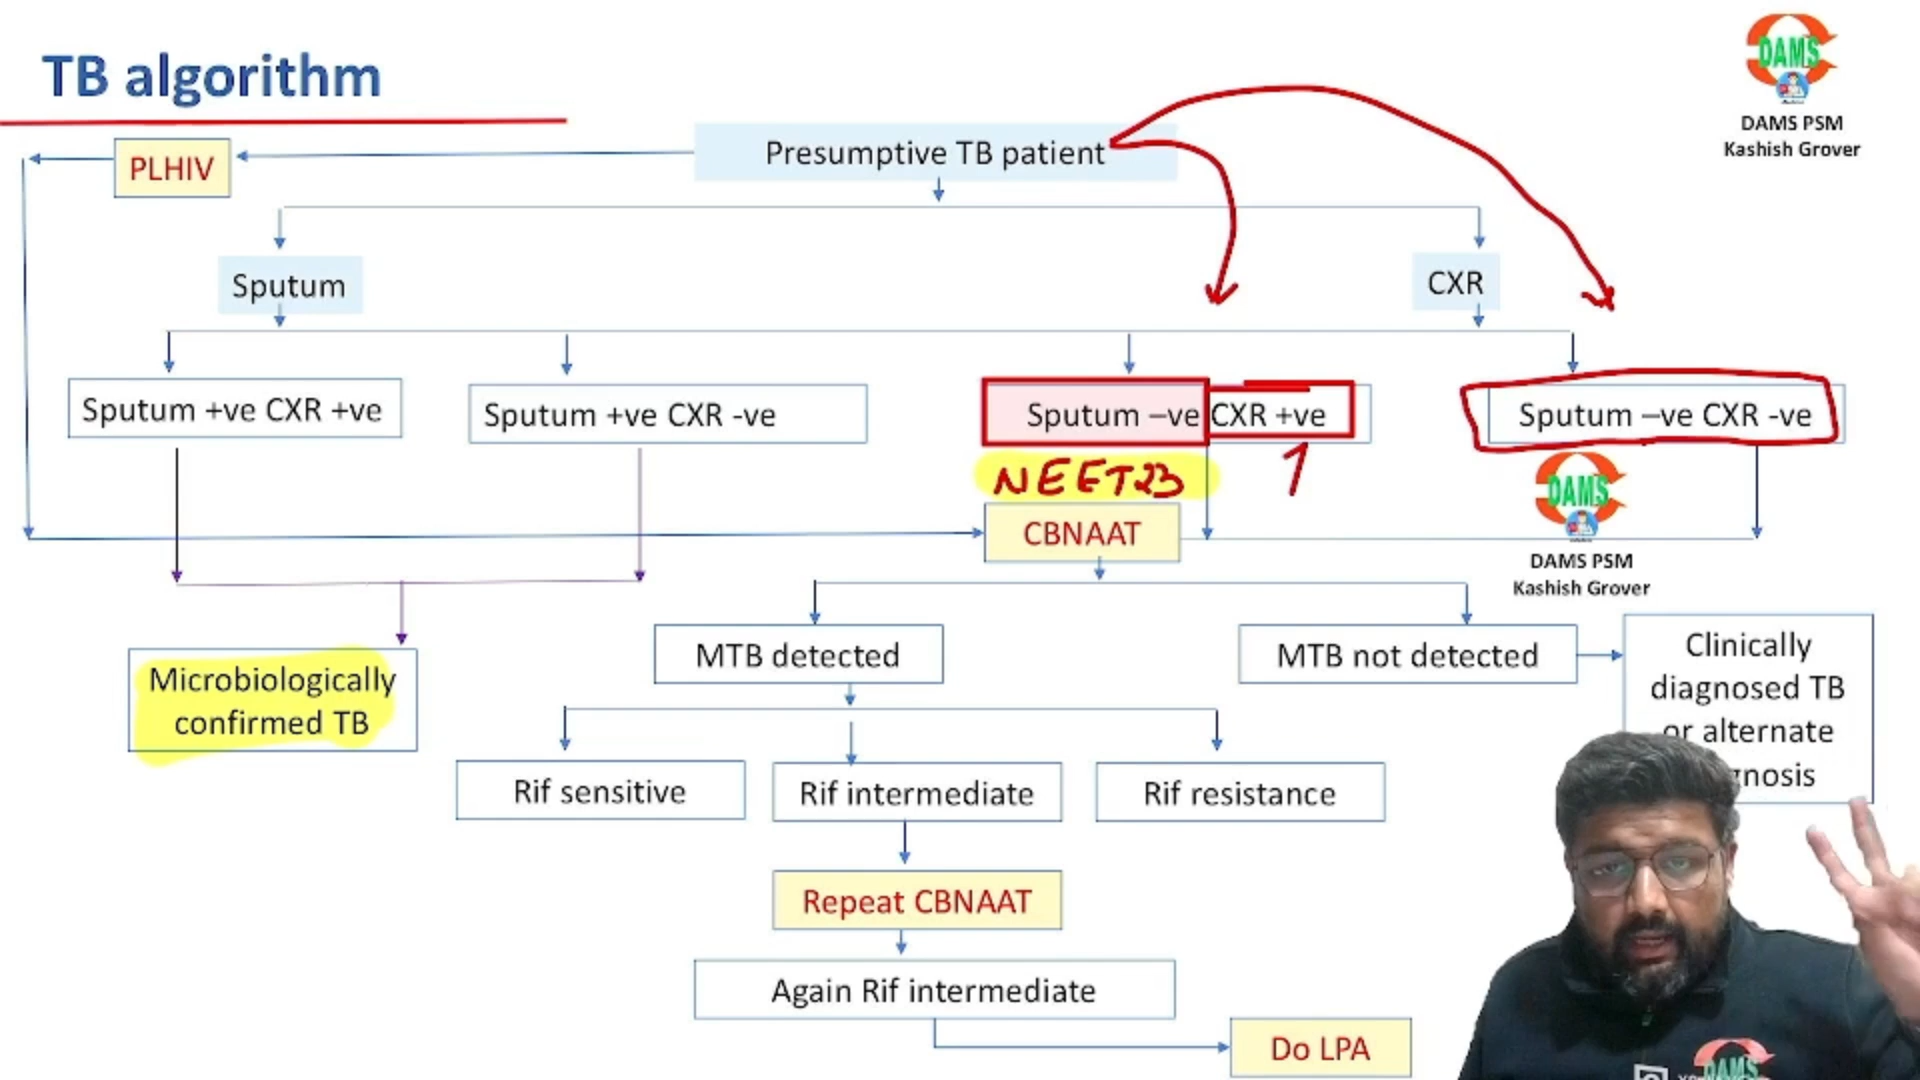 TB algorithm
DAMS
DAMS PSM
Kashish Grover
PLHIV
Presumptive TB patient
Sputum
CXR
Sputum +ve CXR +ve
Sputum +ve CXR -ve
Sputum –ve CXR +ve
Sputum –ve CXR -ve
NEET23
1
CBNAAT
DAMS
DAMS PSM
Kashish Grover
Microbiologically
confirmed TB
MTB detected
MTB not detected
Clinically
diagnosed TB
or alternate
gnosis
Rif sensitive
Rif intermediate
Rif resistance
Repeat CBNAAT
Again Rif intermediate
Do LPA
DAMS